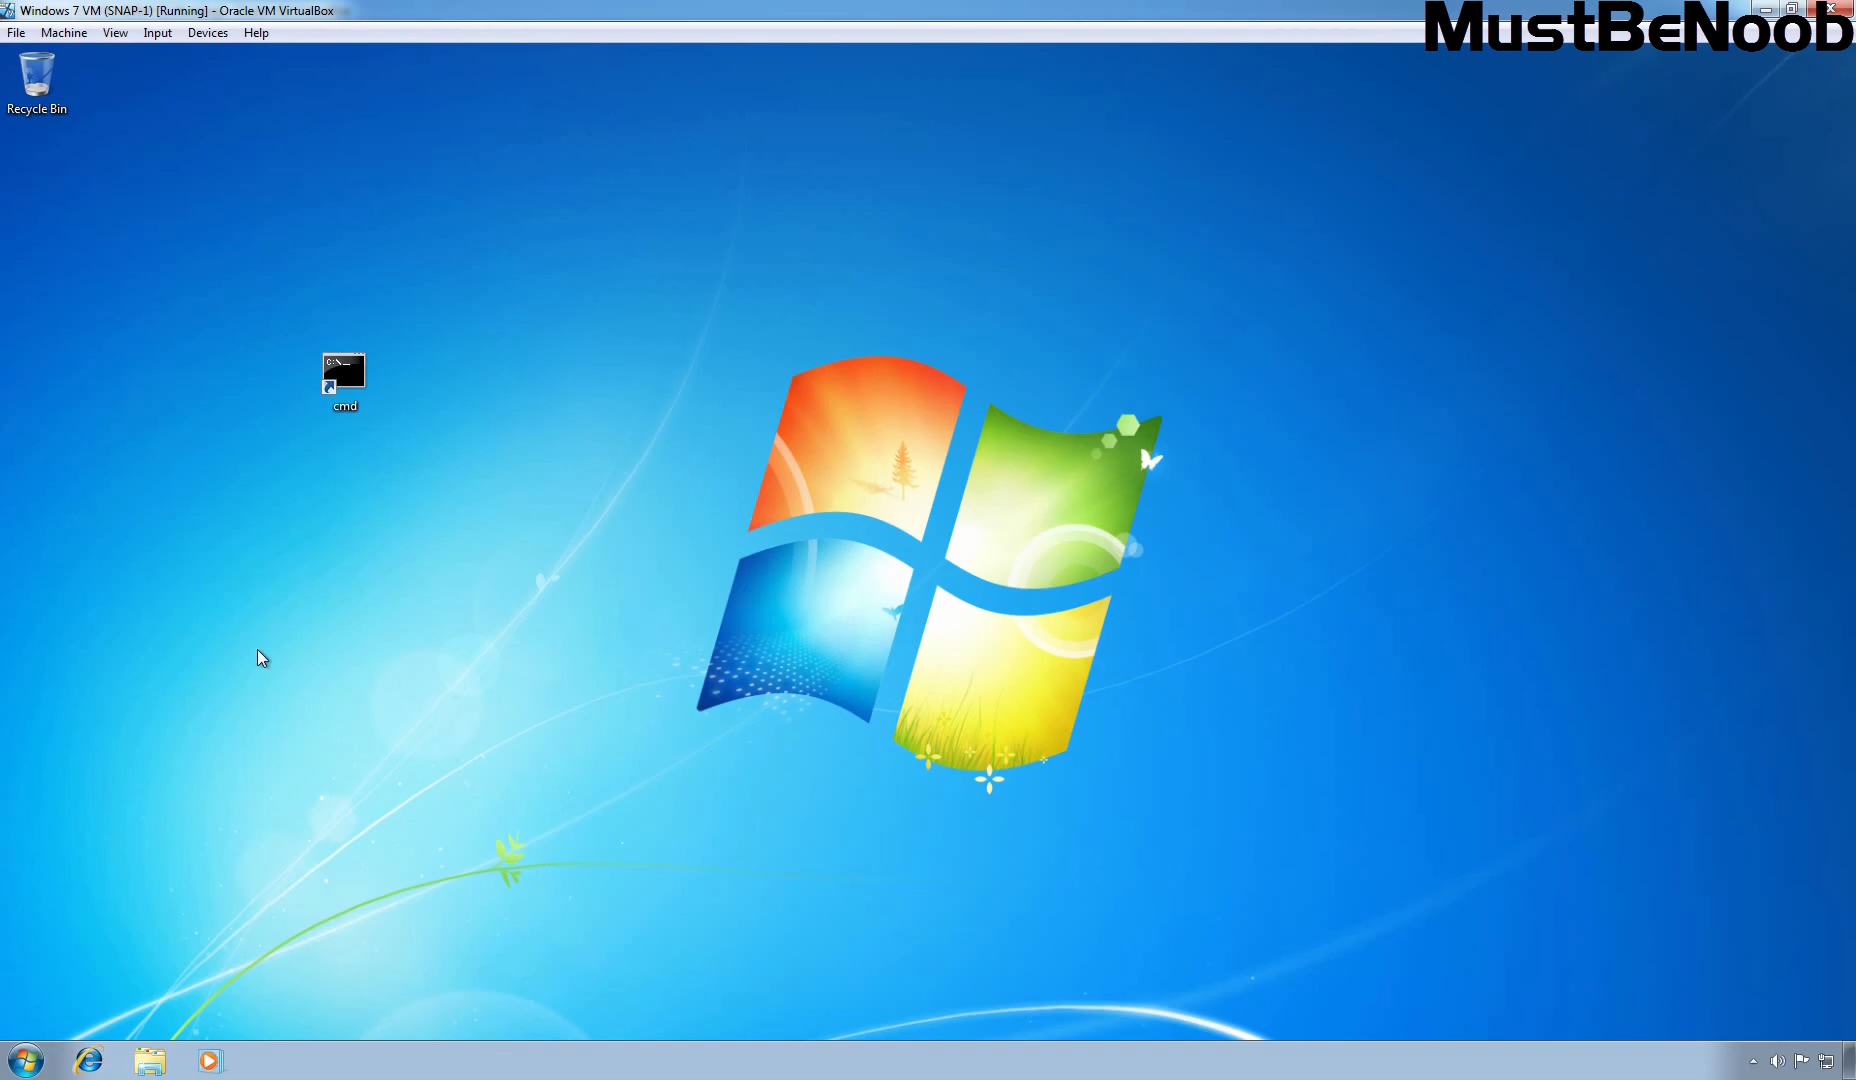 Windows 7 VM (SNAP-1) [Running] - Oracle VM VirtualBox
File Machine View Input Devices Help
MustBeNoob
Recycle Bin
C:\_
cmd